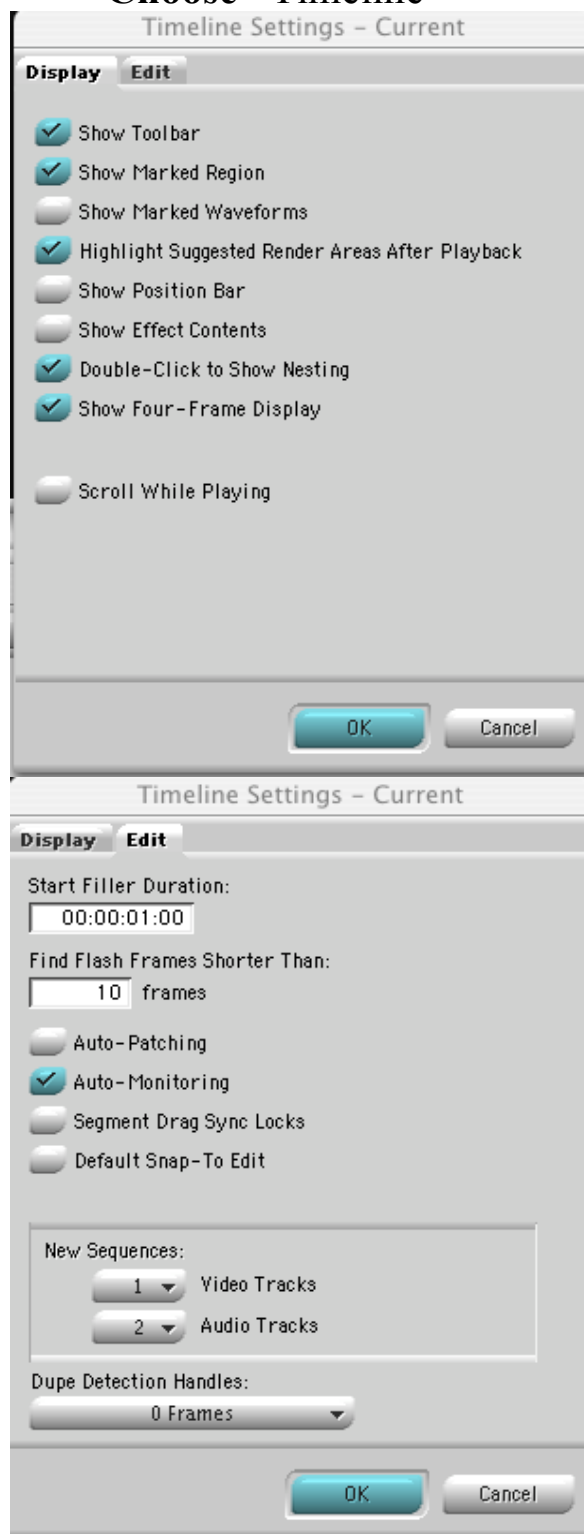 Choose - Timeline
Timeline Settings – Current
Display Edit
Show Toolbar
Show Marked Region
Show Marked Waveforms
Highlight Suggested Render Areas After Playback
Show Position Bar
Show Effect Contents
Double-Click to Show Nesting
Show Four-Frame Display
Scroll While Playing
OK Cancel
Timeline Settings – Current
Display Edit
Start Filler Duration:
00:00:01:00
Find Flash Frames Shorter Than:
10 frames
Auto-Patching
Auto-Monitoring
Segment Drag Sync Locks
Default Snap-To Edit
New Sequences:
1 Video Tracks
2 Audio Tracks
Dupe Detection Handles:
0 Frames
OK Cancel